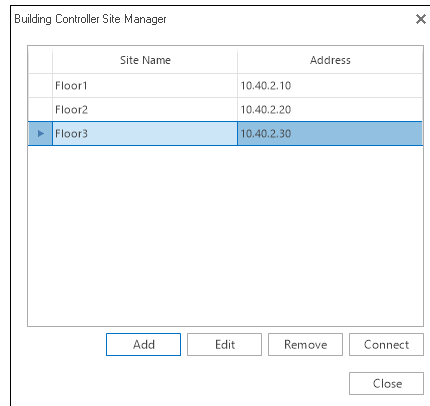 Building Controller Site Manager
Site Name Address
Floor1 10.40.2.10
Floor2 10.40.2.20
Floor3 10.40.2.30
Add Edit Remove Connect
Close